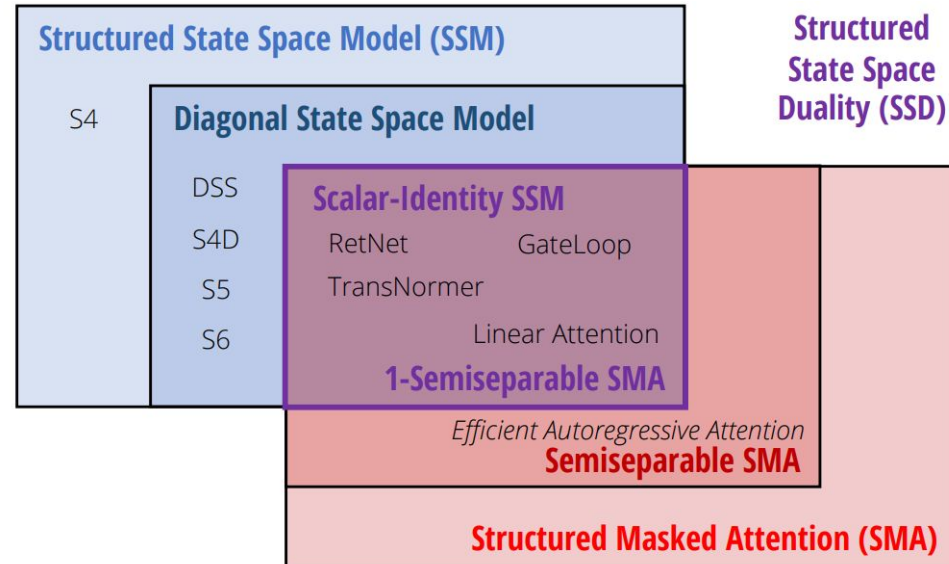 Structured State Space Model (SSM)
Structured
State Space
Duality (SSD)
S4
Diagonal State Space Model
DSS
S4D
S5
S6
Scalar-Identity SSM
RetNet GateLoop
TransNormer
Linear Attention
1-Semiseparable SMA
Efficient Autoregressive Attention
Semiseparable SMA
Structured Masked Attention (SMA)